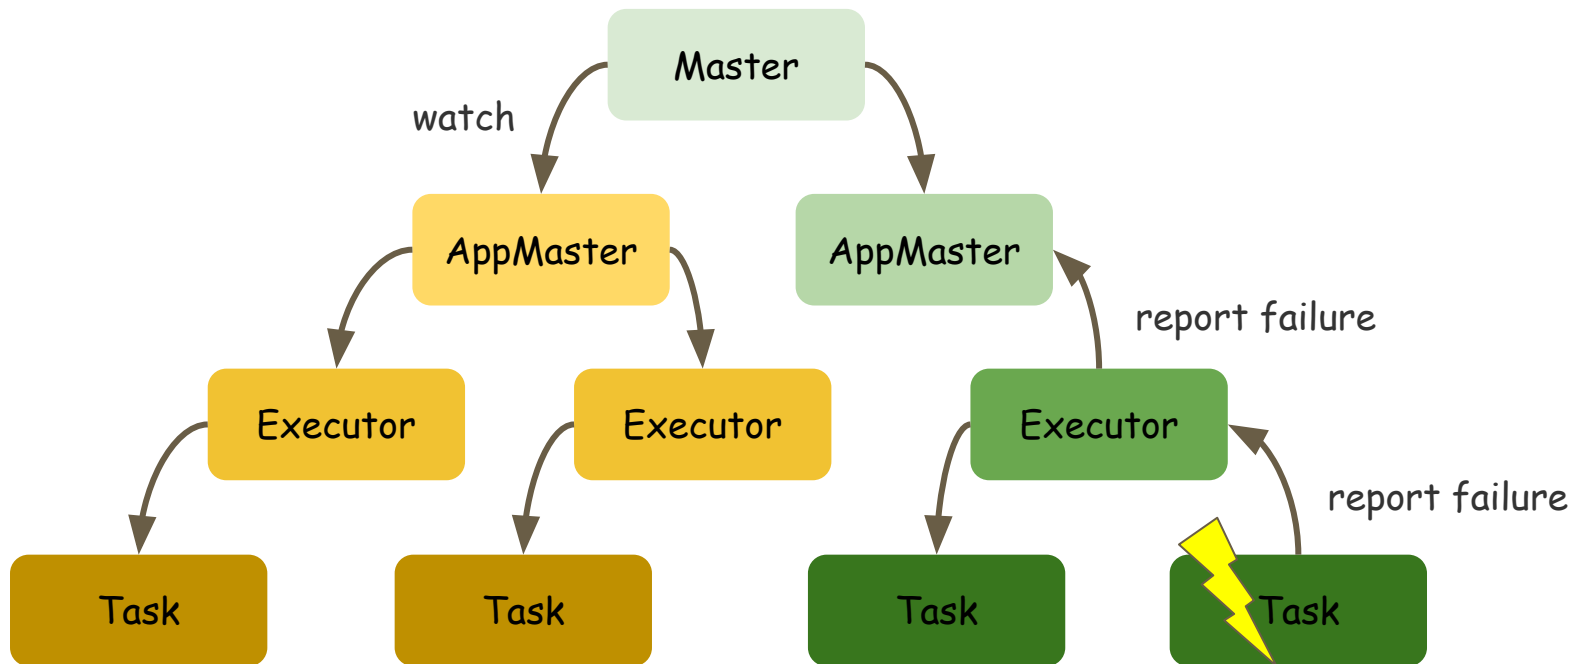 Master
watch
AppMaster
AppMaster
report failure
Executor
Executor
Executor
report failure
Task
Task
Task
Task